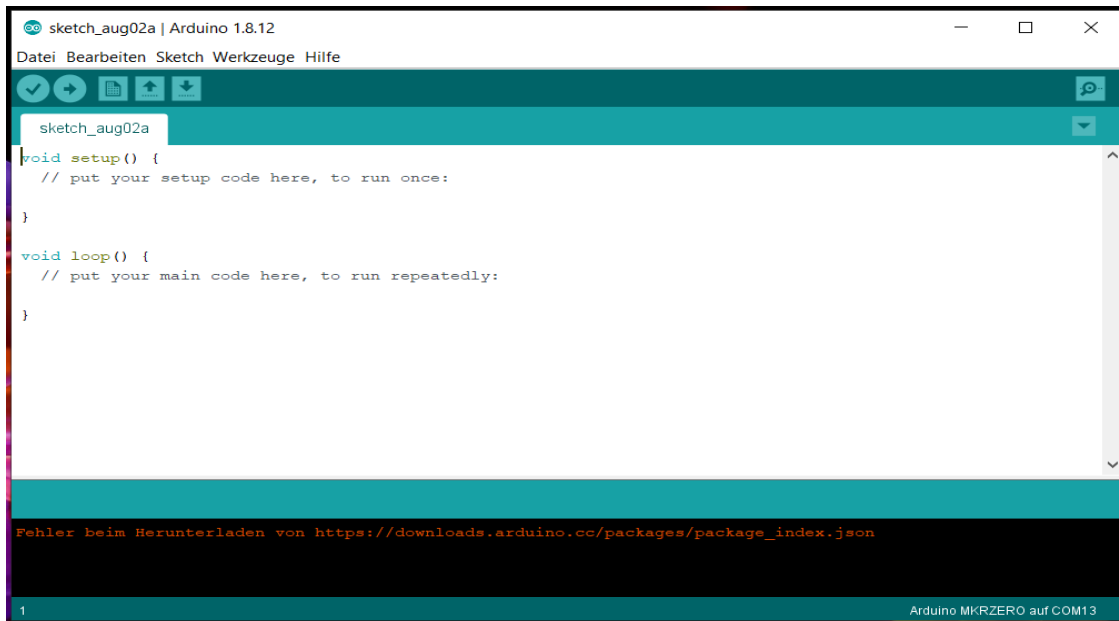 sketch_aug02a | Arduino 1.8.12
Datei Bearbeiten Sketch Werkzeuge Hilfe
sketch_aug02a
void setup() {
  // put your setup code here, to run once:
}
void loop() {
  // put your main code here, to run repeatedly:
}
Fehler beim Herunterladen von https://downloads.arduino.cc/packages/package_index.json
1
Arduino MKRZERO auf COM13